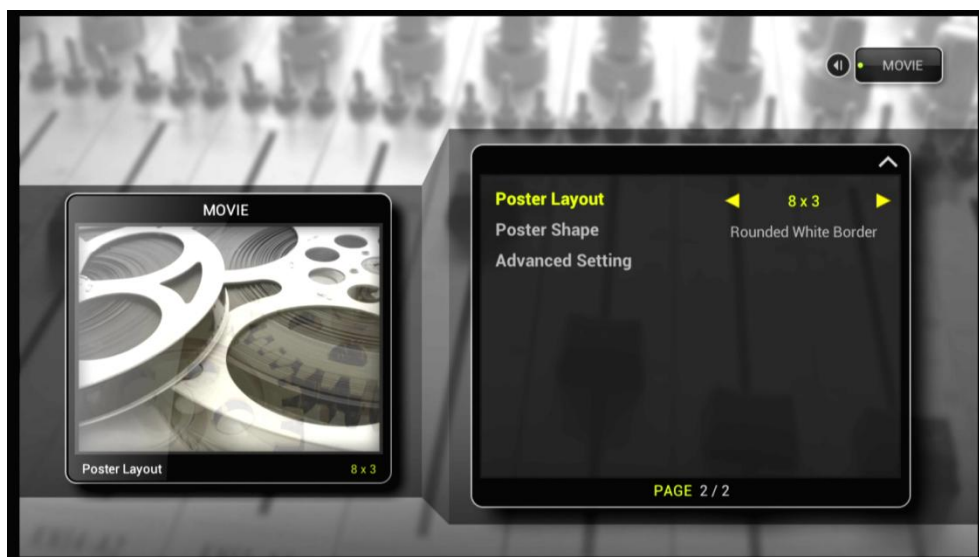 MOVIE
MOVIE
Poster Layout 8 x 3
Poster Layout 8 x 3
Poster Shape Rounded White Border
Advanced Setting
PAGE 2 / 2